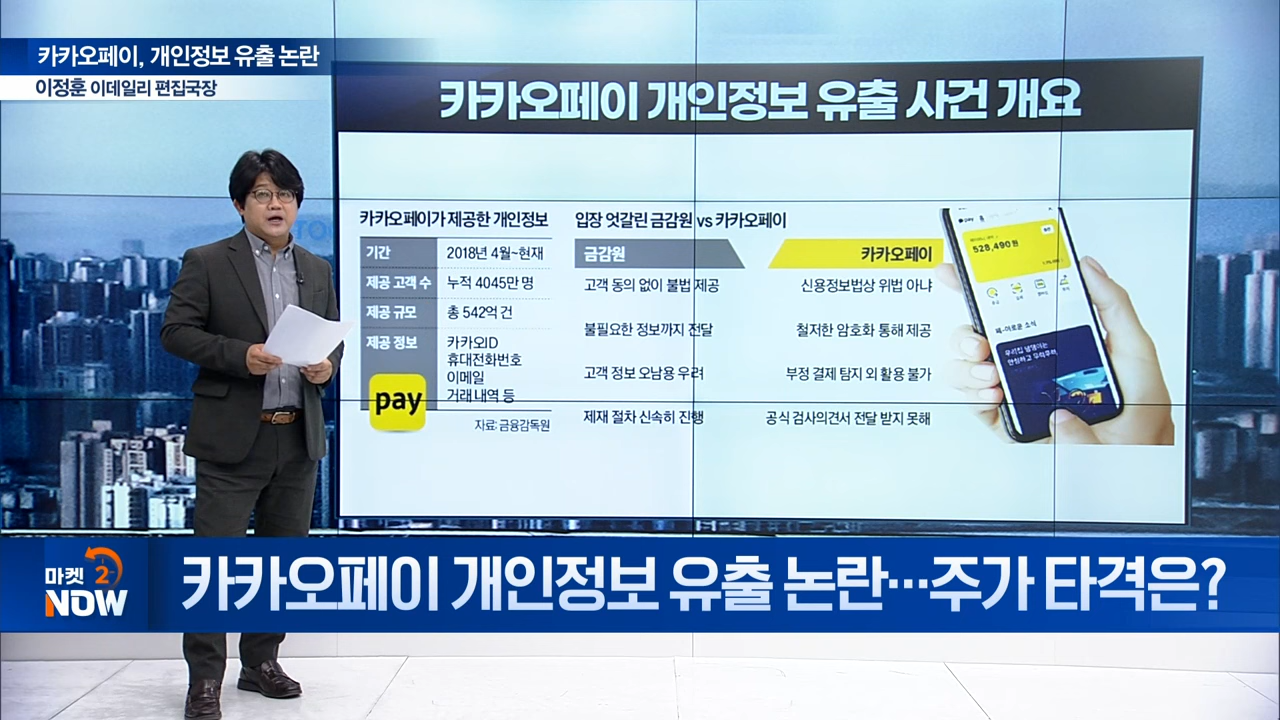 카카오페이, 개인정보 유출 논란
이정훈 이데일리 편집국장
카카오페이 개인정보 유출 사건 개요
카카오페이가 제공한 개인정보
기간 2018년 4월~현재
제공 고객 수 누적 4045만 명
제공 규모 총 542억 건
제공 정보 카카오ID
휴대전화번호
이메일
거래 내역 등
pay
자료: 금융감독원
입장 엇갈린 금감원 vs 카카오페이
금감원 카카오페이
고객 동의 없이 불법 제공 신용정보법상 위법 아냐
불필요한 정보까지 전달 철저한 암호화 통해 제공
고객 정보 오남용 우려 부정 결제 탐지 외 활용 불가
제재 절차 신속히 진행 공식 검사의견서 전달 받지 못해
pay
528,490원
마켓 2
NOW
카카오페이 개인정보 유출 논란…주가 타격은?